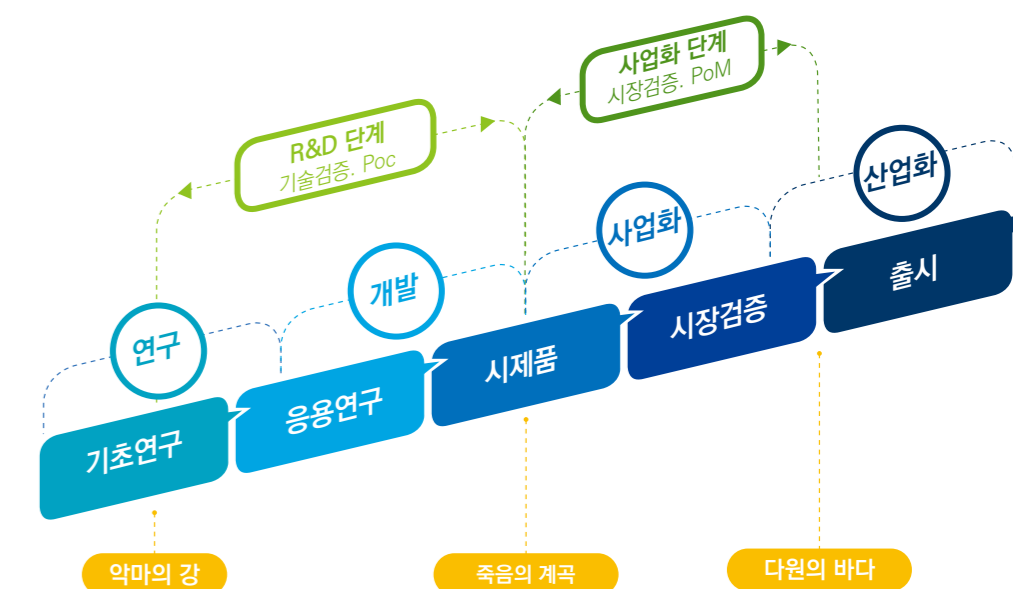 사업화 단계
시장검증. PoM
R&D 단계
기술검증. Poc
산업화
사업화
개발
연구
출시
시장검증
시제품
응용연구
기초연구
악마의 강
죽음의 계곡
다원의 바다